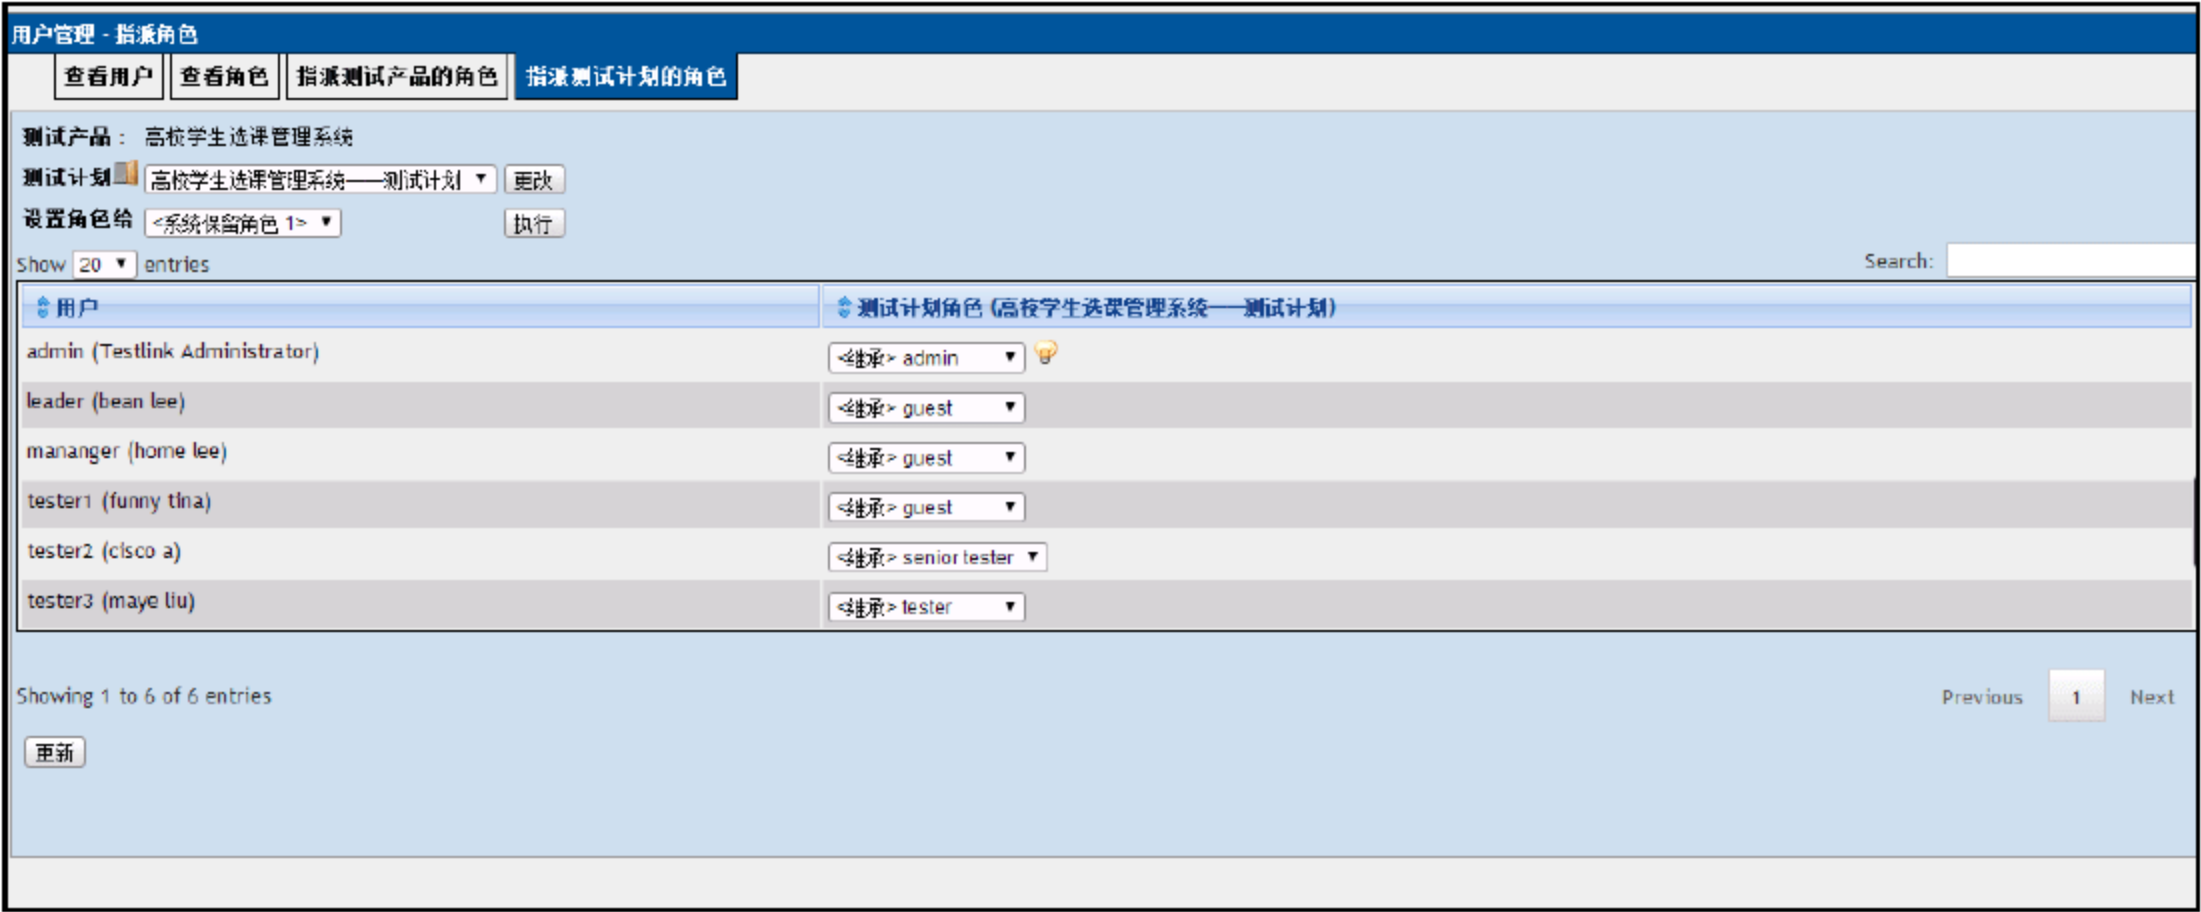 用户管理 - 指派角色
查看用户 查看角色 指派测试产品的角色 指派测试计划的角色
测试产品： 高校学生选课管理系统
测试计划 高校学生选课管理系统——测试计划 更改
设置角色给 <系统保留角色 1> 执行
Show 20 entries Search:
用户 测试计划角色 (高校学生选课管理系统——测试计划)
admin (Testlink Administrator) <继承> admin
leader (bean lee) <继承> guest
mananger (home lee) <继承> guest
tester1 (funny tina) <继承> guest
tester2 (cisco a) <继承> senior tester
tester3 (maye liu) <继承> tester
Showing 1 to 6 of 6 entries Previous 1 Next
更新